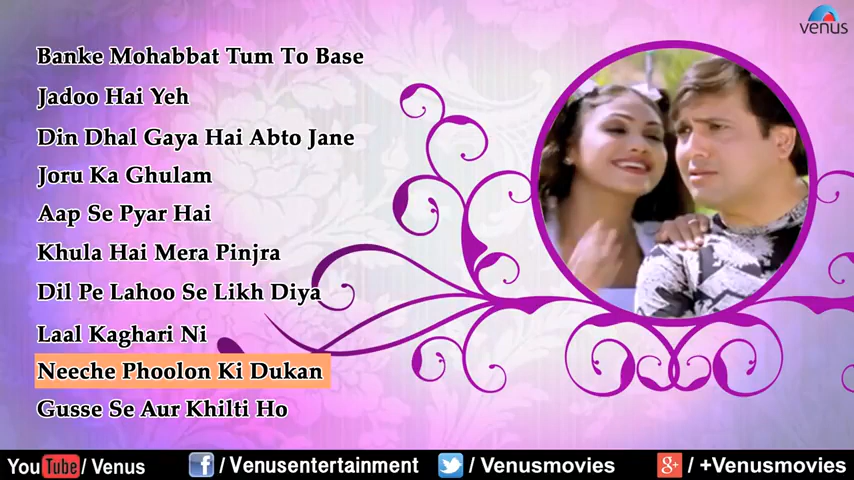 venus
Banke Mohabbat Tum To Base
Jadoo Hai Yeh
Din Dhal Gaya Hai Abto Jane
Joru Ka Ghulam
Aap Se Pyar Hai
Khula Hai Mera Pinjra
Dil Pe Lahoo Se Likh Diya
Laal Kaghari Ni
Neeche Phoolon Ki Dukan
Gusse Se Aur Khilti Ho
You Tube / Venus f / Venusentertainment / Venusmovies g+ / +Venusmovies